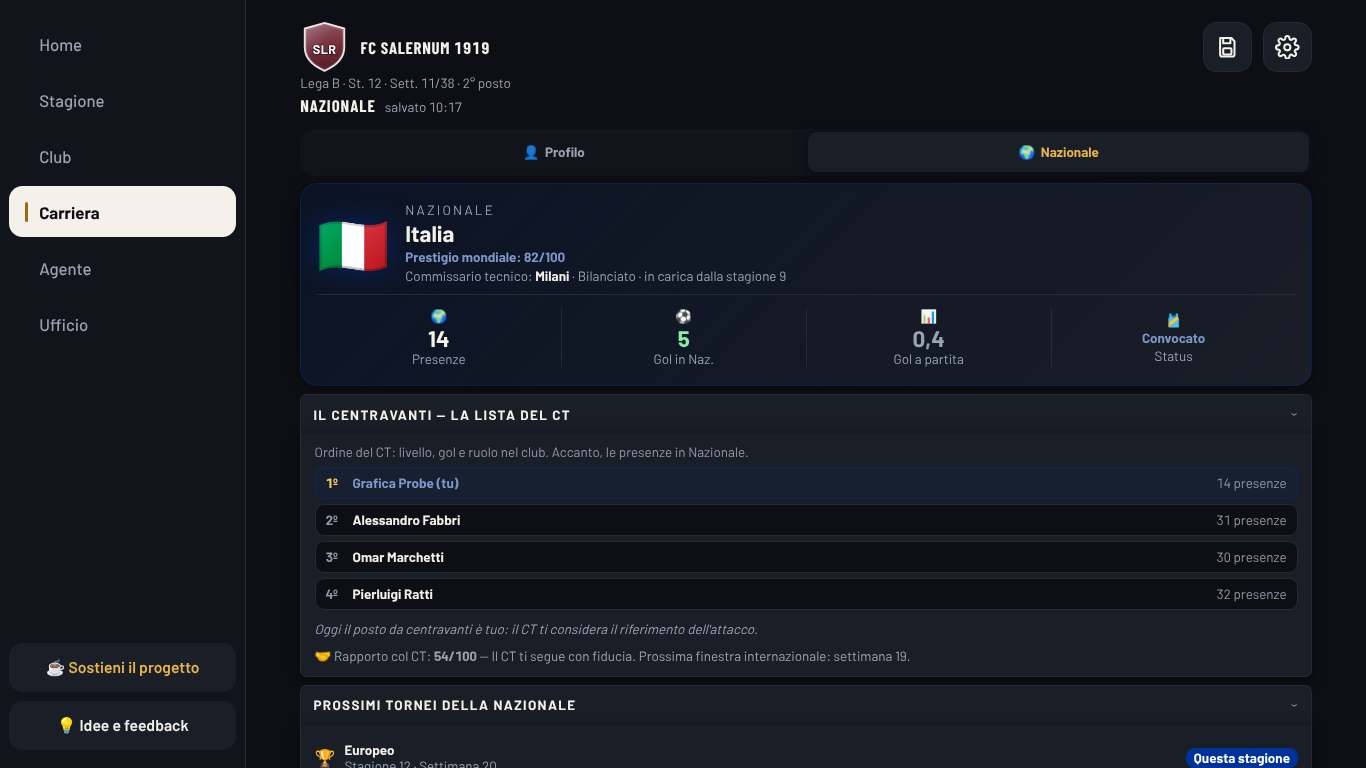 Home
Stagione
Club
Carriera
Agente
Ufficio
☕ Sostieni il progetto
💡 Idee e feedback
SLR
FC SALERNUM 1919
Lega B · St. 12 · Sett. 11/38 · 2° posto
NAZIONALE salvato 10:17
👤 Profilo
🌍 Nazionale
NAZIONALE
Italia
Prestigio mondiale: 82/100
Commissario tecnico: Milani · Bilanciato · in carica dalla stagione 9
14
Presenze
5
Gol in Naz.
0,4
Gol a partita
Convocato
Status
IL CENTRAVANTI — LA LISTA DEL CT
Ordine del CT: livello, gol e ruolo nel club. Accanto, le presenze in Nazionale.
1º Grafica Probe (tu) 14 presenze
2º Alessandro Fabbri 31 presenze
3º Omar Marchetti 30 presenze
4º Pierluigi Ratti 32 presenze
Oggi il posto da centravanti è tuo: il CT ti considera il riferimento dell'attacco.
🤝 Rapporto col CT: 54/100 — Il CT ti segue con fiducia. Prossima finestra internazionale: settimana 19.
PROSSIMI TORNEI DELLA NAZIONALE
Europeo
Stagione 12 · Settimana 20
Questa stagione